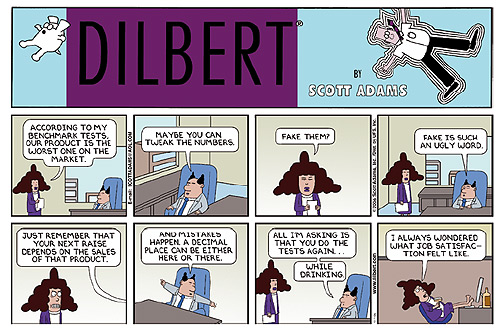 DILBERT®
BY
SCOTT ADAMS
ACCORDING TO MY
BENCHMARK TESTS,
OUR PRODUCT IS THE
WORST ONE ON THE
MARKET.
MAYBE YOU CAN
TWEAK THE NUMBERS.
FAKE THEM?
FAKE IS SUCH
AN UGLY WORD.
JUST REMEMBER THAT
YOUR NEXT RAISE
DEPENDS ON THE SALES
OF THAT PRODUCT.
AND MISTAKES
HAPPEN. A DECIMAL
PLACE CAN BE EITHER
HERE OR THERE.
ALL I'M ASKING IS
THAT YOU DO THE
TESTS AGAIN...
WHILE
DRINKING.
www.dilbert.com
I ALWAYS WONDERED
WHAT JOB SATISFAC-
TION FELT LIKE.